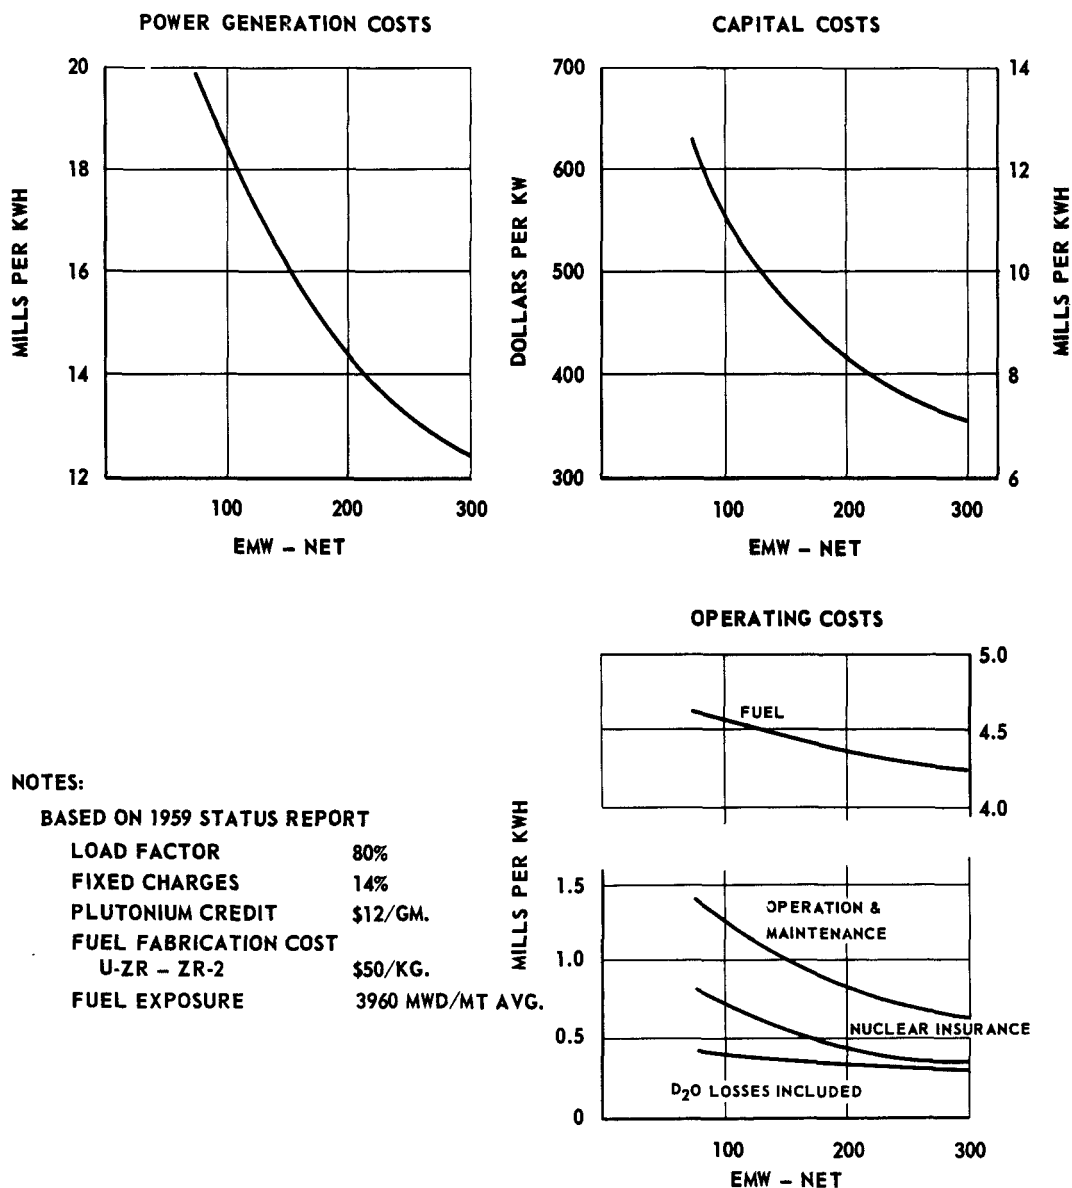 POWER GENERATION COSTS
20
18
16
14
12
MILLS PER KWH
100 200 300
EMW – NET
CAPITAL COSTS
700
600
500
400
300
DOLLARS PER KW
14
12
10
8
6
MILLS PER KWH
100 200 300
EMW – NET
OPERATING COSTS
5.0
4.5
4.0
FUEL
MILLS PER KWH
1.5
1.0
0.5
0
OPERATION &
MAINTENANCE
NUCLEAR INSURANCE
D₂O LOSSES INCLUDED
100 200 300
EMW – NET
NOTES:
BASED ON 1959 STATUS REPORT
LOAD FACTOR 80%
FIXED CHARGES 14%
PLUTONIUM CREDIT $12/GM.
FUEL FABRICATION COST
U-ZR – ZR-2 $50/KG.
FUEL EXPOSURE 3960 MWD/MT AVG.